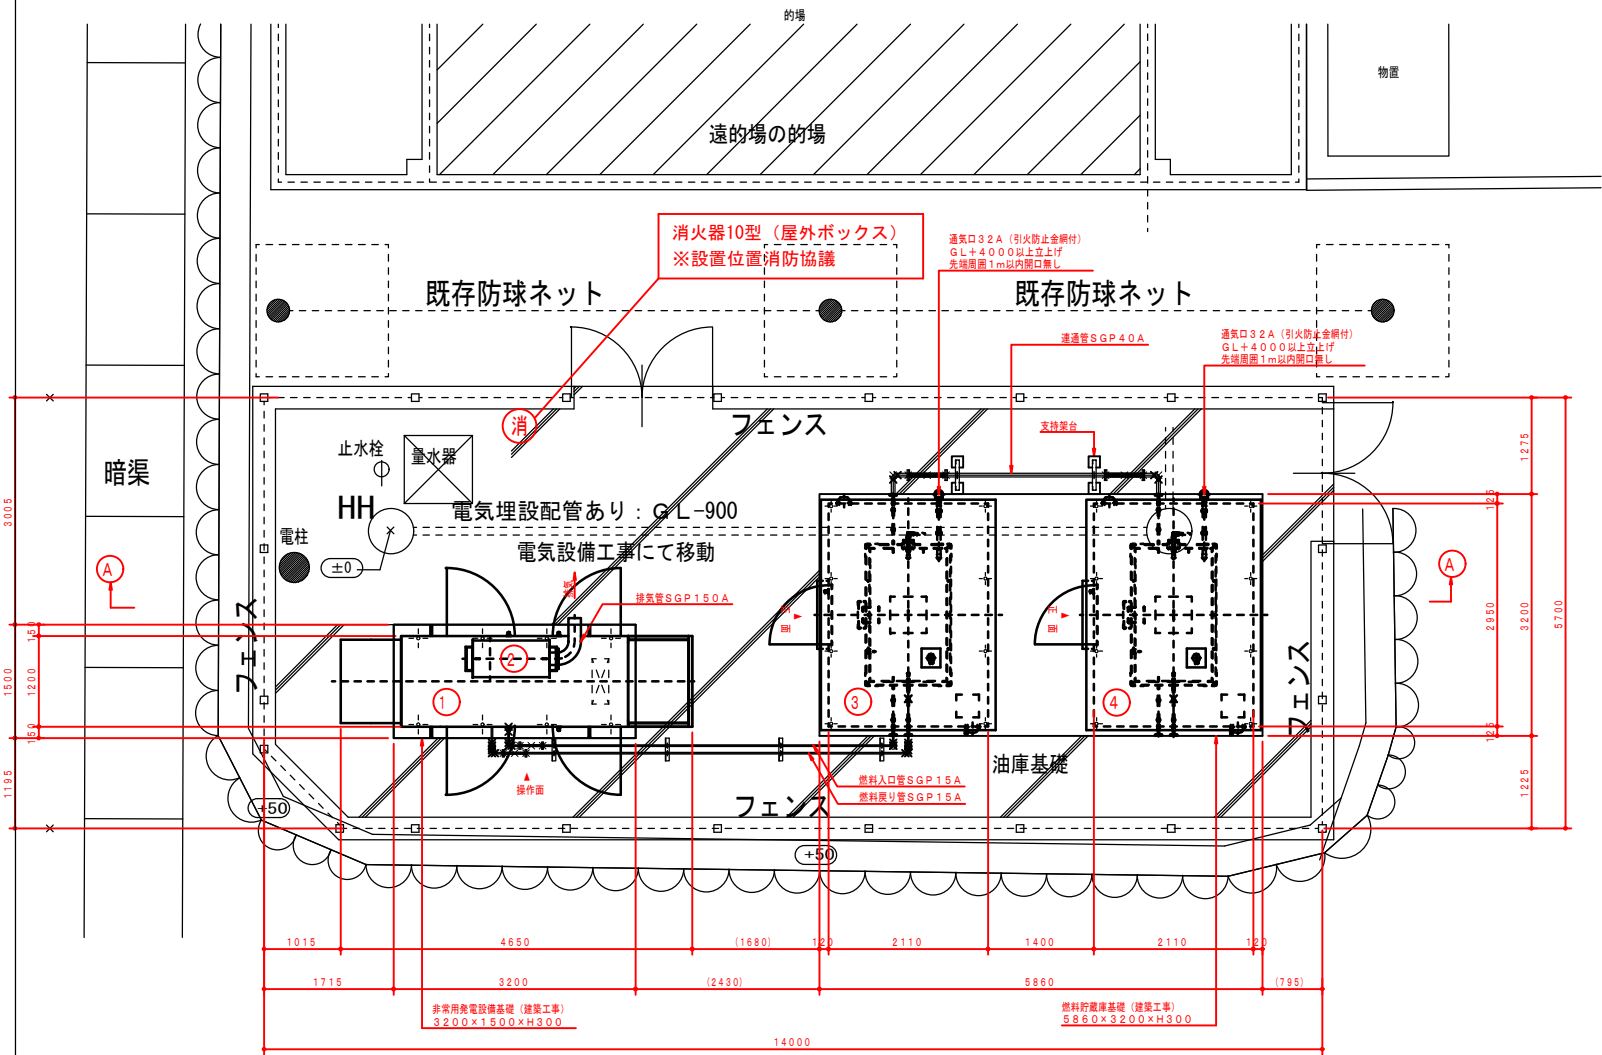 的場
物置
遠的場の的場
消火器10型（屋外ボックス）
※設置位置消防協議
通気口32A（引火防止金網付）
GL+4000以上立上げ
先端周囲1m以内開口無し
既存防球ネット
既存防球ネット
連通管SGP40A
通気口32A（引火防止金網付）
GL+4000以上立上げ
先端周囲1m以内開口無し
消
フェンス
支持架台
止水栓
量水器
暗渠
HH
電気埋設配管あり：GL-900
電柱
電気設備工事にて移動
±0
A
A
排気
排気管SGP150A
フェンス
正面
正面
フェンス
①
②
③
④
操作面
油庫基礎
燃料入口管SGP15A
燃料戻り管SGP15A
フェンス
+50
+50
3005
1500
1195
150
1200
150
1275
125
2950
3200
5700
125
1225
1015
4650
(1680)
120
2110
1400
2110
120
1715
3200
(2430)
5860
(795)
非常用発電設備基礎（建築工事）
3200×1500×H300
燃料貯蔵庫基礎（建築工事）
5860×3200×H300
14000